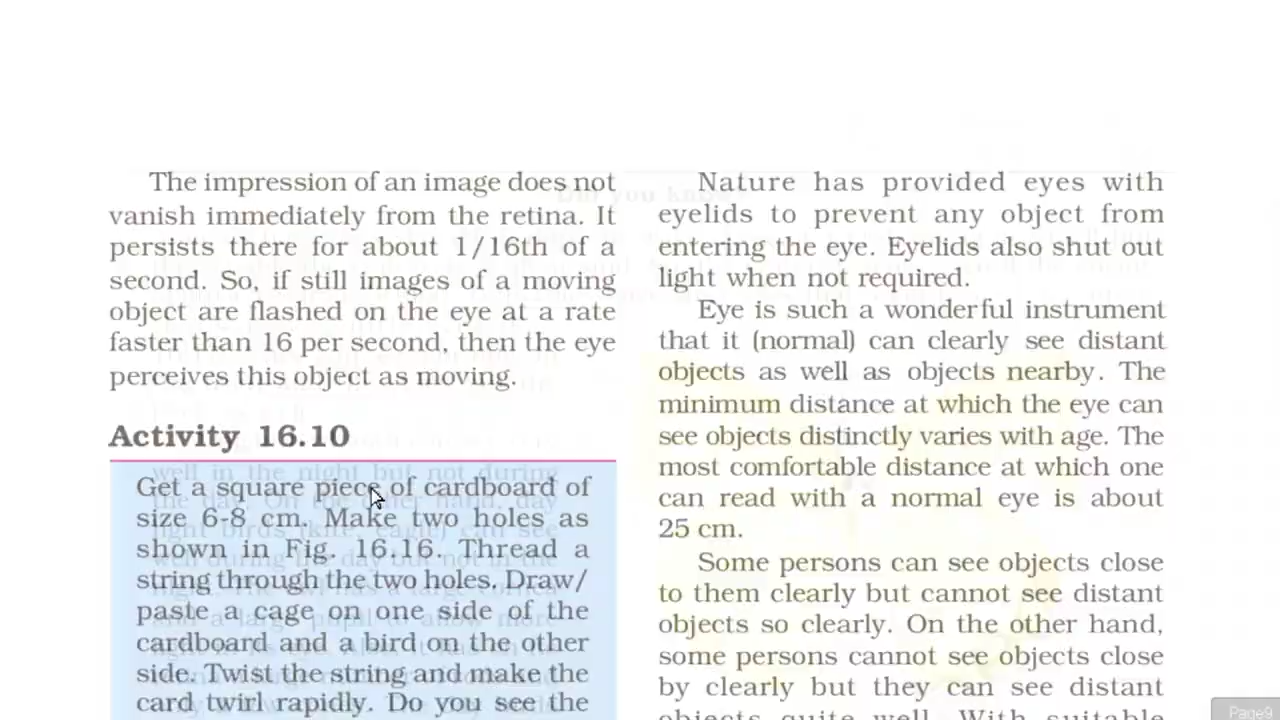 The impression of an image does not
vanish immediately from the retina. It
persists there for about 1/16th of a
second. So, if still images of a moving
object are flashed on the eye at a rate
faster than 16 per second, then the eye
perceives this object as moving.
Activity 16.10
Get a square piece of cardboard of
size 6-8 cm. Make two holes as
shown in Fig. 16.16. Thread a
string through the two holes. Draw/
paste a cage on one side of the
cardboard and a bird on the other
side. Twist the string and make the
card twirl rapidly. Do you see the
Nature has provided eyes with
eyelids to prevent any object from
entering the eye. Eyelids also shut out
light when not required.
Eye is such a wonderful instrument
that it (normal) can clearly see distant
objects as well as objects nearby. The
minimum distance at which the eye can
see objects distinctly varies with age. The
most comfortable distance at which one
can read with a normal eye is about
25 cm.
Some persons can see objects close
to them clearly but cannot see distant
objects so clearly. On the other hand,
some persons cannot see objects close
by clearly but they can see distant
objects quite well. With suitable
Page9